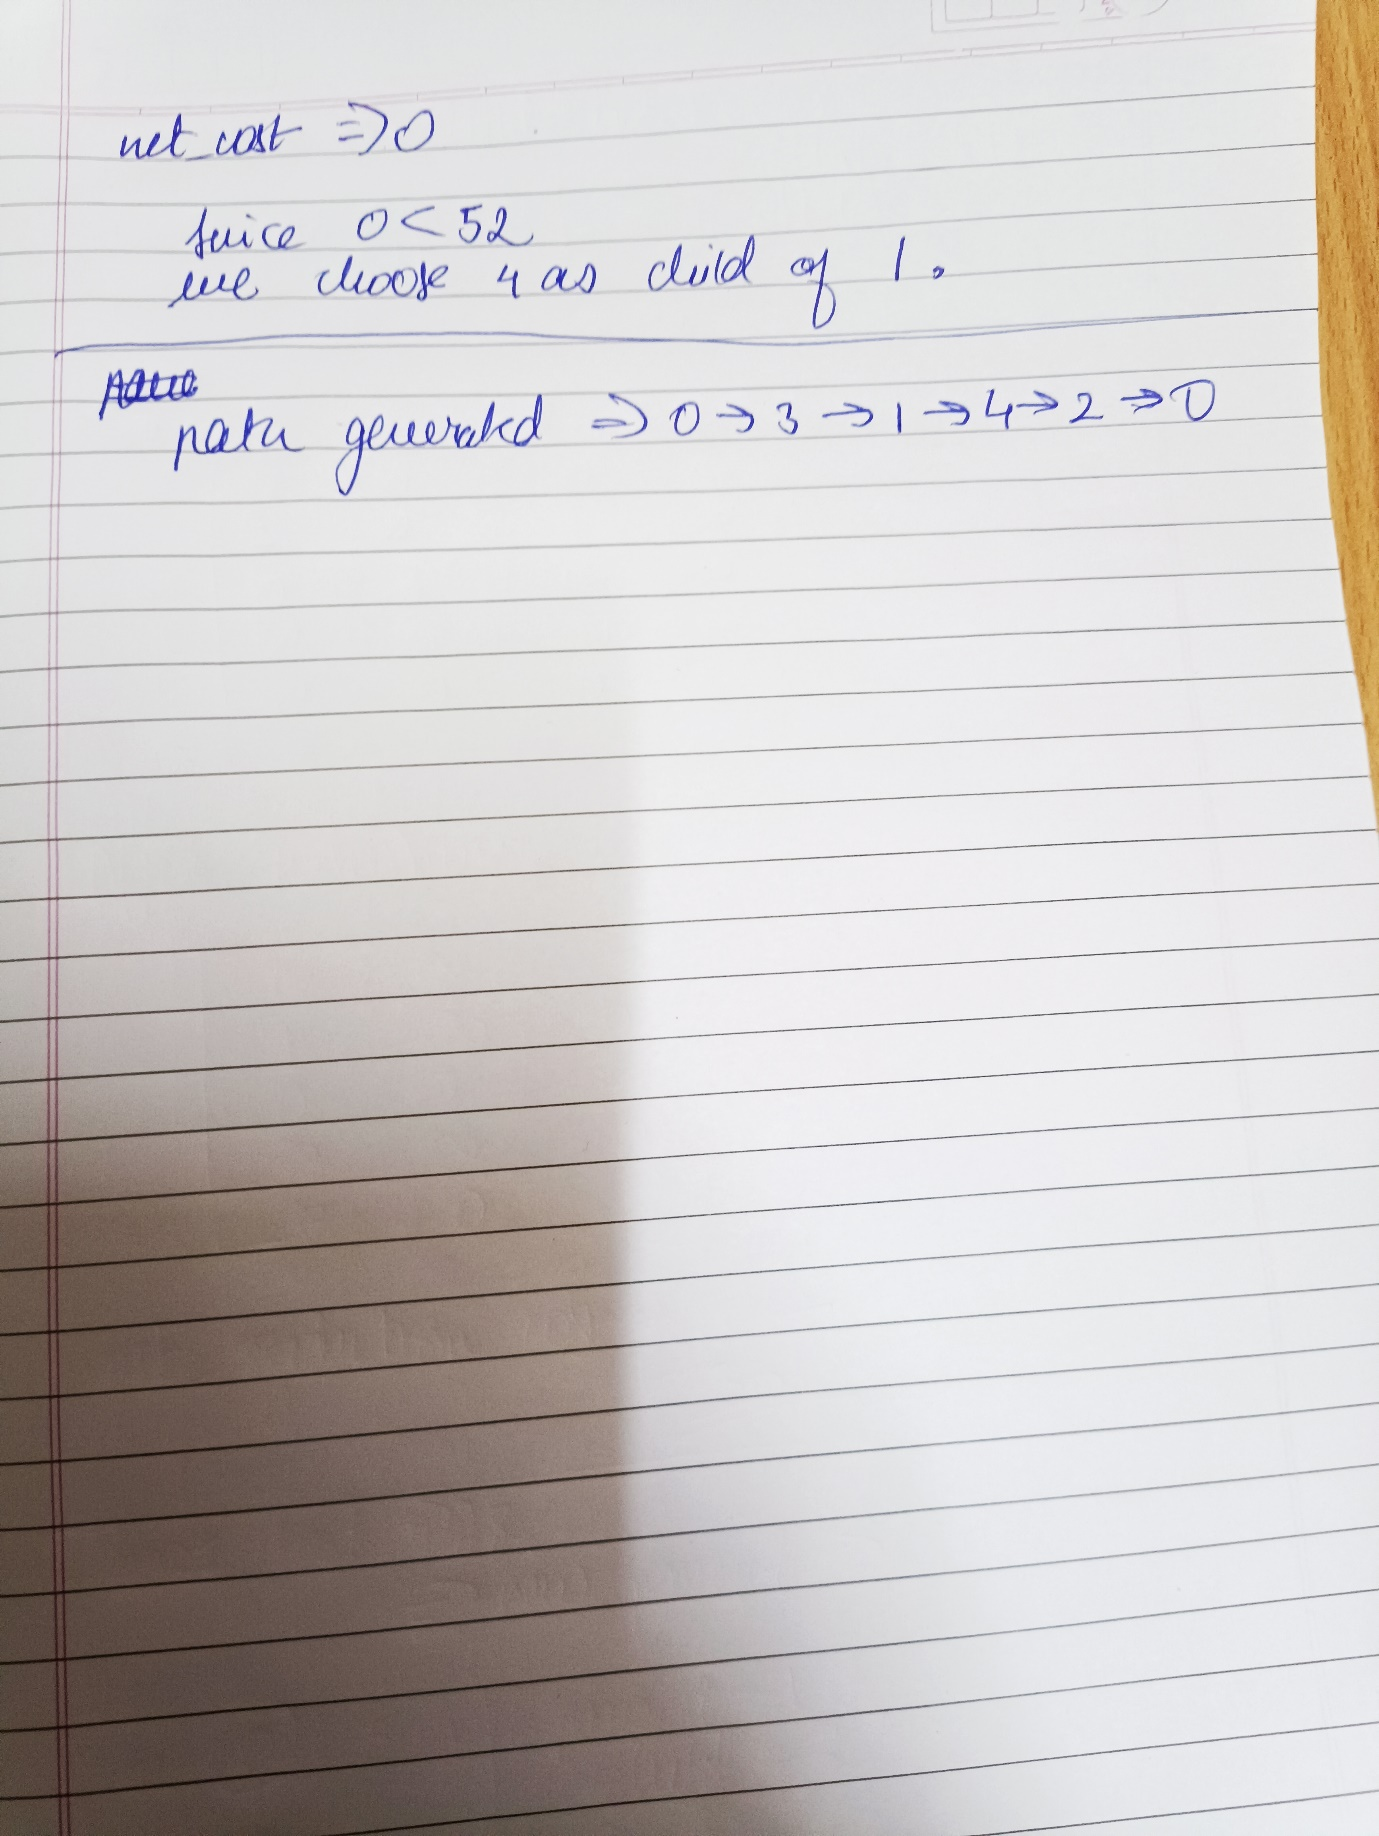 net_cost ⇒ 0
since 0 < 52
we choose 4 as child of 1.
path generated ⇒ 0 → 3 → 1 → 4 → 2 → 0